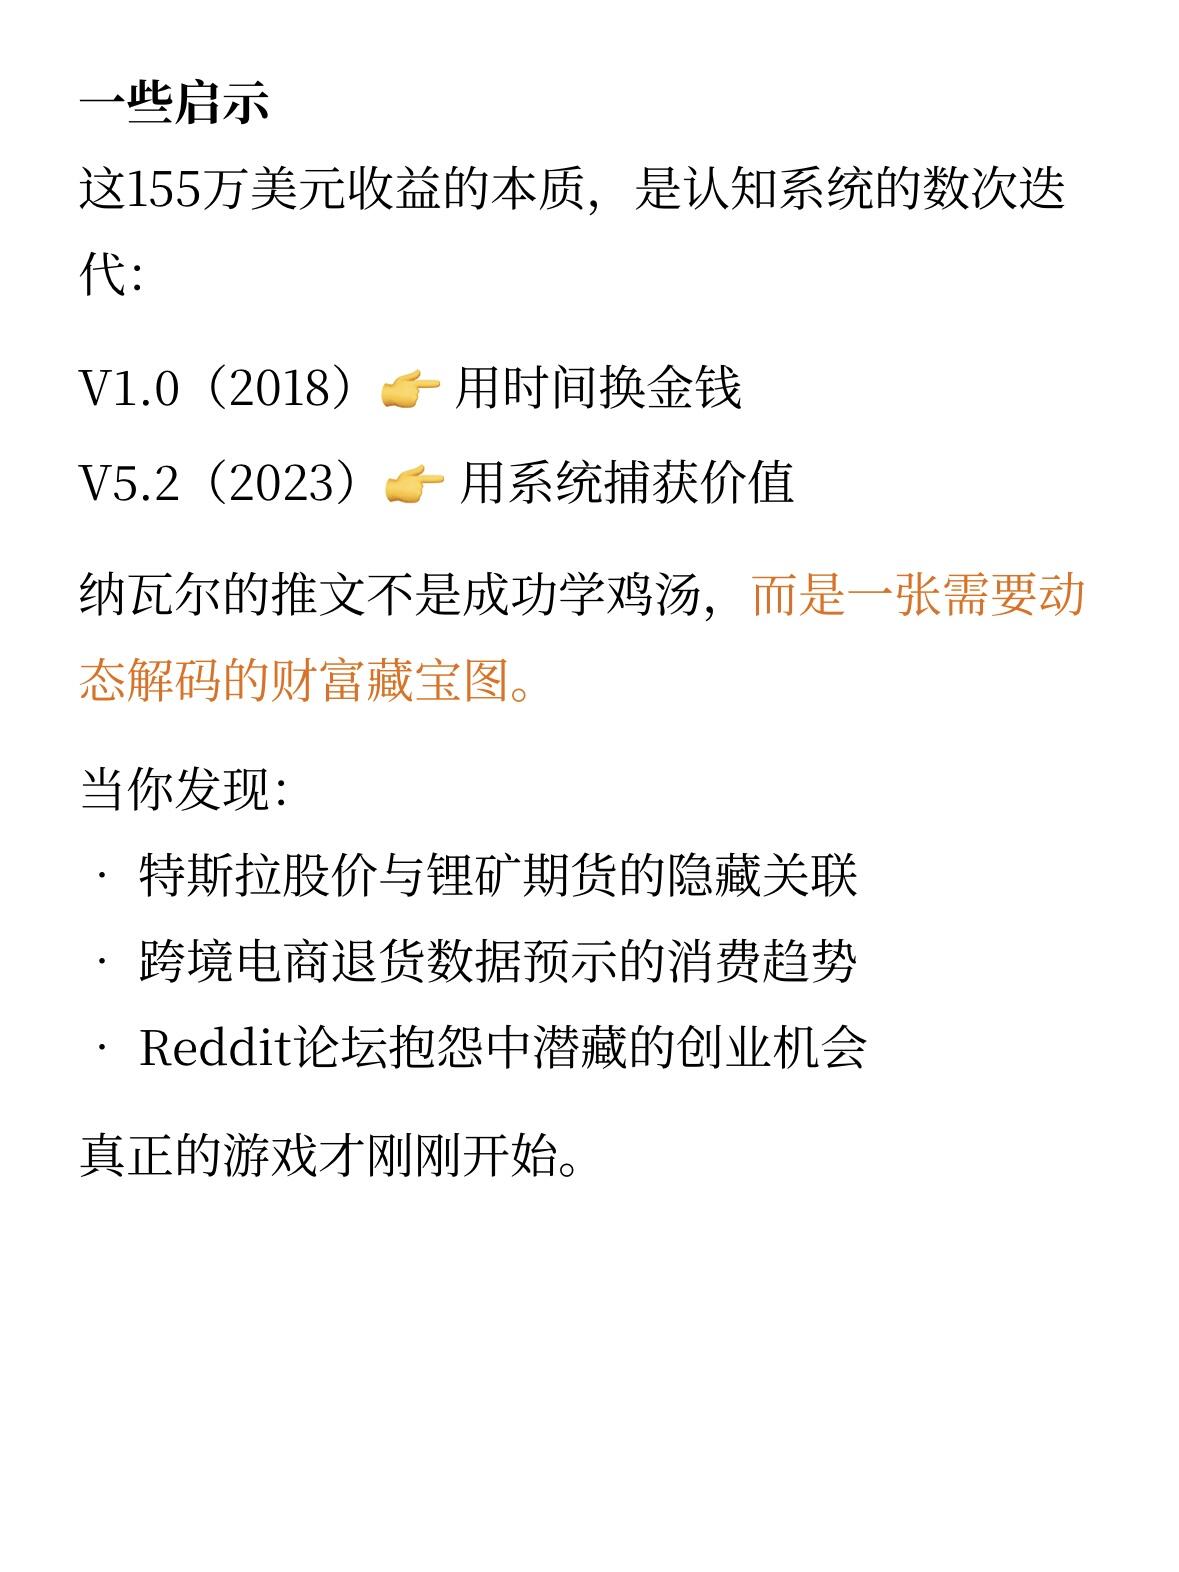 一些启示
这155万美元收益的本质，是认知系统的数次迭
代：
V1.0（2018）👉 用时间换金钱
V5.2（2023）👉 用系统捕获价值
纳瓦尔的推文不是成功学鸡汤，而是一张需要动
态解码的财富藏宝图。
当你发现：
· 特斯拉股价与锂矿期货的隐藏关联
· 跨境电商退货数据预示的消费趋势
· Reddit论坛抱怨中潜藏的创业机会
真正的游戏才刚刚开始。